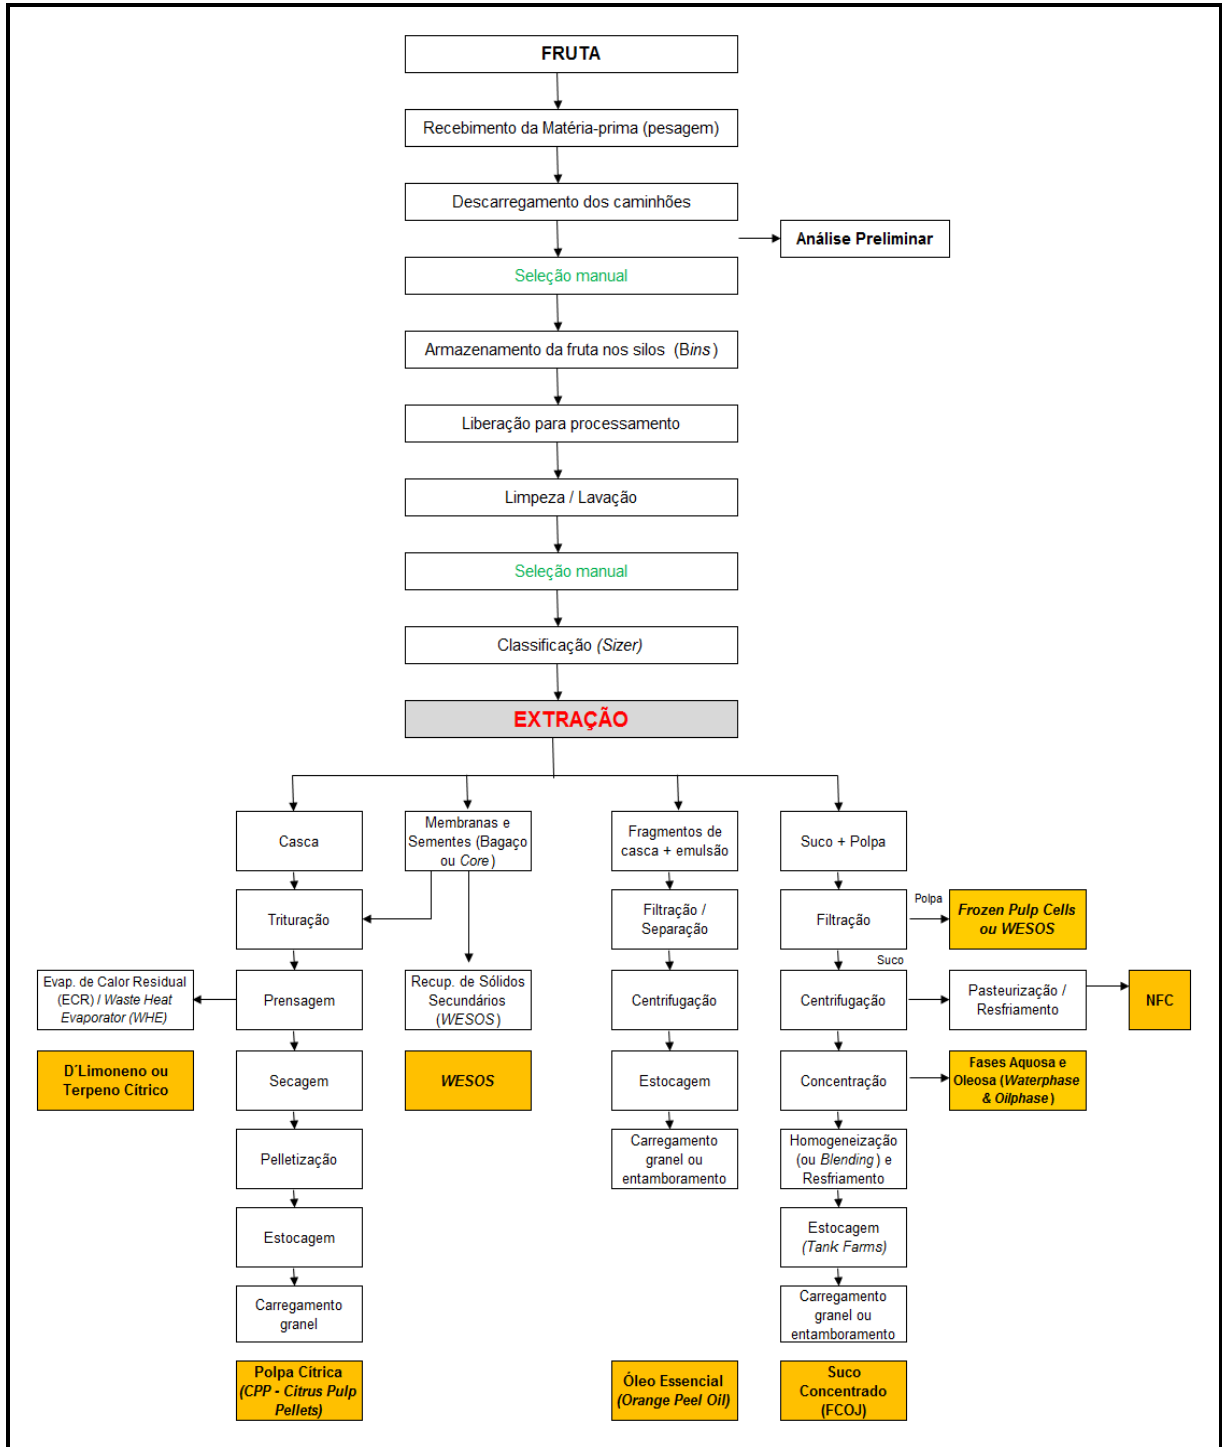 FRUTA
Recebimento da Matéria-prima (pesagem)
Descarregamento dos caminhões
Análise Preliminar
Seleção manual
Armazenamento da fruta nos silos (Bins)
Liberação para processamento
Limpeza / Lavação
Seleção manual
Classificação (Sizer)
EXTRAÇÃO
Casca
Membranas e
Sementes (Bagaço
ou Core)
Fragmentos de
casca + emulsão
Suco + Polpa
Trituração
Filtração /
Separação
Filtração
Polpa
Frozen Pulp Cells
ou WESOS
Suco
Evap. de Calor Residual
(ECR) / Waste Heat
Evaporator (WHE)
Prensagem
Recup. de Sólidos
Secundários
(WESOS)
Centrifugação
Centrifugação
Pasteurização /
Resfriamento
NFC
D´Limoneno ou
Terpeno Cítrico
Secagem
WESOS
Estocagem
Concentração
Fases Aquosa e
Oleosa (Waterphase
& Oilphase)
Pelletização
Carregamento
granel ou
entamboramento
Homogeneização
(ou Blending) e
Resfriamento
Estocagem
Estocagem
(Tank Farms)
Carregamento
granel
Carregamento
granel ou
entamboramento
Polpa Cítrica
(CPP - Citrus Pulp
Pellets)
Óleo Essencial
(Orange Peel Oil)
Suco
Concentrado
(FCOJ)